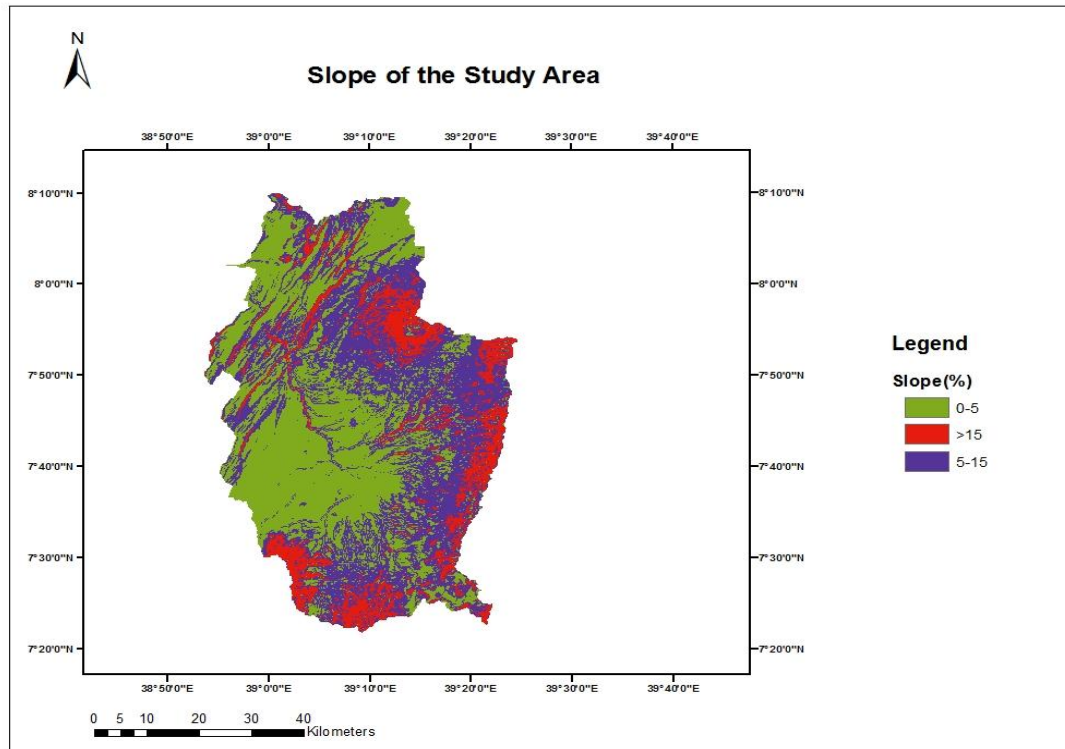 N
Slope of the Study Area
38°50'0"E 39°0'0"E 39°10'0"E 39°20'0"E 39°30'0"E 39°40'0"E
8°10'0"N 8°10'0"N
8°0'0"N 8°0'0"N
Legend
Slope(%)
7°50'0"N 7°50'0"N
0-5
>15
5-15
7°40'0"N 7°40'0"N
7°30'0"N 7°30'0"N
7°20'0"N 7°20'0"N
38°50'0"E 39°0'0"E 39°10'0"E 39°20'0"E 39°30'0"E 39°40'0"E
0 5 10 20 30 40
Kilometers